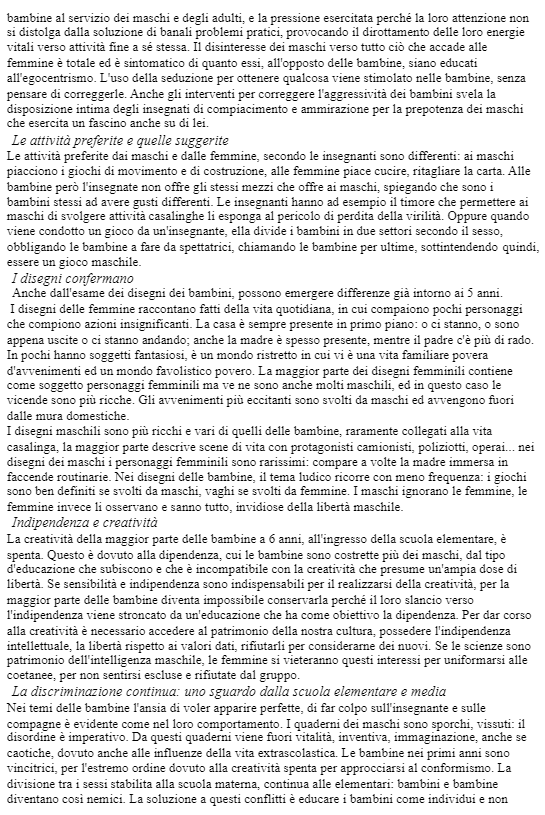 bambine al servizio dei maschi e degli adulti, e la pressione esercitata perché la loro attenzione non
si distolga dalla soluzione di banali problemi pratici, provocando il dirottamento delle loro energie
vitali verso attività fine a sé stessa. Il disinteresse dei maschi verso tutto ciò che accade alle
femmine è totale ed è sintomatico di quanto essi, all'opposto delle bambine, siano educati
all'egocentrismo. L'uso della seduzione per ottenere qualcosa viene stimolato nelle bambine, senza
pensare di correggerle. Anche gli interventi per correggere l'aggressività dei bambini svela la
disposizione intima degli insegnati di compiacimento e ammirazione per la prepotenza dei maschi
che esercita un fascino anche su di lei.
Le attività preferite e quelle suggerite
Le attività preferite dai maschi e dalle femmine, secondo le insegnanti sono differenti: ai maschi
piacciono i giochi di movimento e di costruzione, alle femmine piace cucire, ritagliare la carta. Alle
bambine però l'insegnate non offre gli stessi mezzi che offre ai maschi, spiegando che sono i
bambini stessi ad avere gusti differenti. Le insegnanti hanno ad esempio il timore che permettere ai
maschi di svolgere attività casalinghe li esponga al pericolo di perdita della virilità. Oppure quando
viene condotto un gioco da un'insegnante, ella divide i bambini in due settori secondo il sesso,
obbligando le bambine a fare da spettatrici, chiamando le bambine per ultime, sottintendendo quindi,
essere un gioco maschile.
I disegni confermano
Anche dall'esame dei disegni dei bambini, possono emergere differenze già intorno ai 5 anni.
I disegni delle femmine raccontano fatti della vita quotidiana, in cui compaiono pochi personaggi
che compiono azioni insignificanti. La casa è sempre presente in primo piano: o ci stanno, o sono
appena uscite o ci stanno andando; anche la madre è spesso presente, mentre il padre c'è più di rado.
In pochi hanno soggetti fantasiosi, è un mondo ristretto in cui vi è una vita familiare povera
d'avvenimenti ed un mondo favolistico povero. La maggior parte dei disegni femminili contiene
come soggetto personaggi femminili ma ve ne sono anche molti maschili, ed in questo caso le
vicende sono più ricche. Gli avvenimenti più eccitanti sono svolti da maschi ed avvengono fuori
dalle mura domestiche.
I disegni maschili sono più ricchi e vari di quelli delle bambine, raramente collegati alla vita
casalinga, la maggior parte descrive scene di vita con protagonisti camionisti, poliziotti, operai... nei
disegni dei maschi i personaggi femminili sono rarissimi: compare a volte la madre immersa in
faccende routinarie. Nei disegni delle bambine, il tema ludico ricorre con meno frequenza: i giochi
sono ben definiti se svolti da maschi, vaghi se svolti da femmine. I maschi ignorano le femmine, le
femmine invece li osservano e sanno tutto, invidiose della libertà maschile.
Indipendenza e creatività
La creatività della maggior parte delle bambine a 6 anni, all'ingresso della scuola elementare, è
spenta. Questo è dovuto alla dipendenza, cui le bambine sono costrette più dei maschi, dal tipo
d'educazione che subiscono e che è incompatibile con la creatività che presume un'ampia dose di
libertà. Se sensibilità e indipendenza sono indispensabili per il realizzarsi della creatività, per la
maggior parte delle bambine diventa impossibile conservarla perché il loro slancio verso
l'indipendenza viene stroncato da un'educazione che ha come obiettivo la dipendenza. Per dar corso
alla creatività è necessario accedere al patrimonio della nostra cultura, possedere l'indipendenza
intellettuale, la libertà rispetto ai valori dati, rifiutarli per considerarne dei nuovi. Se le scienze sono
patrimonio dell'intelligenza maschile, le femmine si vieteranno questi interessi per uniformarsi alle
coetanee, per non sentirsi escluse e rifiutate dal gruppo.
La discriminazione continua: uno sguardo dalla scuola elementare e media
Nei temi delle bambine l'ansia di voler apparire perfette, di far colpo sull'insegnante e sulle
compagne è evidente come nel loro comportamento. I quaderni dei maschi sono sporchi, vissuti: il
disordine è imperativo. Da questi quaderni viene fuori vitalità, inventiva, immaginazione, anche se
caotiche, dovuto anche alle influenze della vita extrascolastica. Le bambine nei primi anni sono
vincitrici, per l'estremo ordine dovuto alla creatività spenta per approcciarsi al conformismo. La
divisione tra i sessi stabilita alla scuola materna, continua alle elementari: bambini e bambine
diventano così nemici. La soluzione a questi conflitti è educare i bambini come individui e non